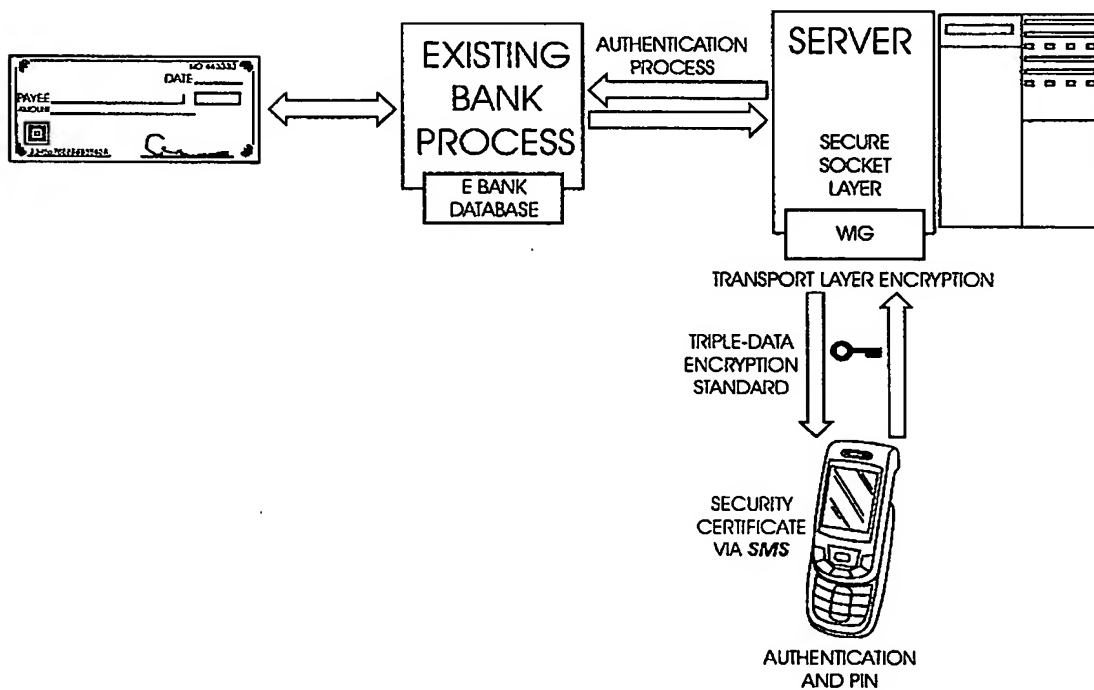 DATE
PAYEE
AMOUNT
EXISTING
BANK
PROCESS
E BANK
DATABASE
AUTHENTICATION
PROCESS
SERVER
SECURE
SOCKET
LAYER
WIG
TRANSPORT LAYER ENCRYPTION
TRIPLE-DATA
ENCRYPTION
STANDARD
SECURITY
CERTIFICATE
VIA SMS
AUTHENTICATION
AND PIN